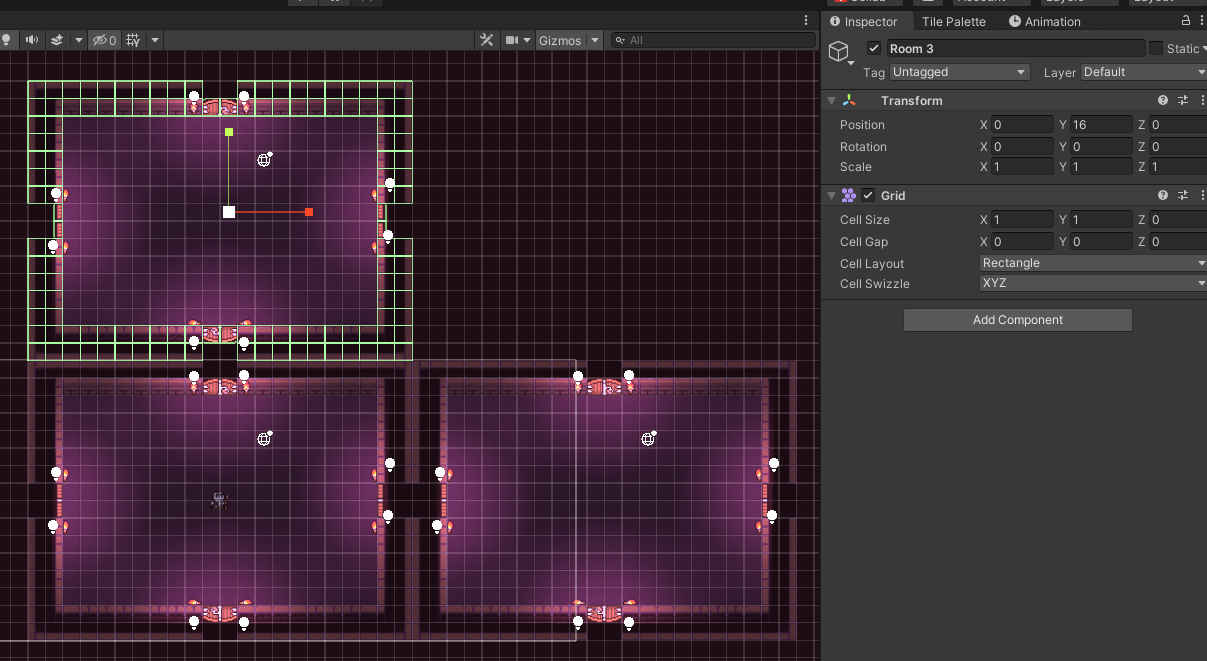 Inspector Tile Palette Animation
0 Gizmos All
Room 3 Static
Tag Untagged Layer Default
Transform
Position X 0 Y 16 Z 0
Rotation X 0 Y 0 Z 0
Scale X 1 Y 1 Z 1
Grid
Cell Size X 1 Y 1 Z 0
Cell Gap X 0 Y 0 Z 0
Cell Layout Rectangle
Cell Swizzle XYZ
Add Component